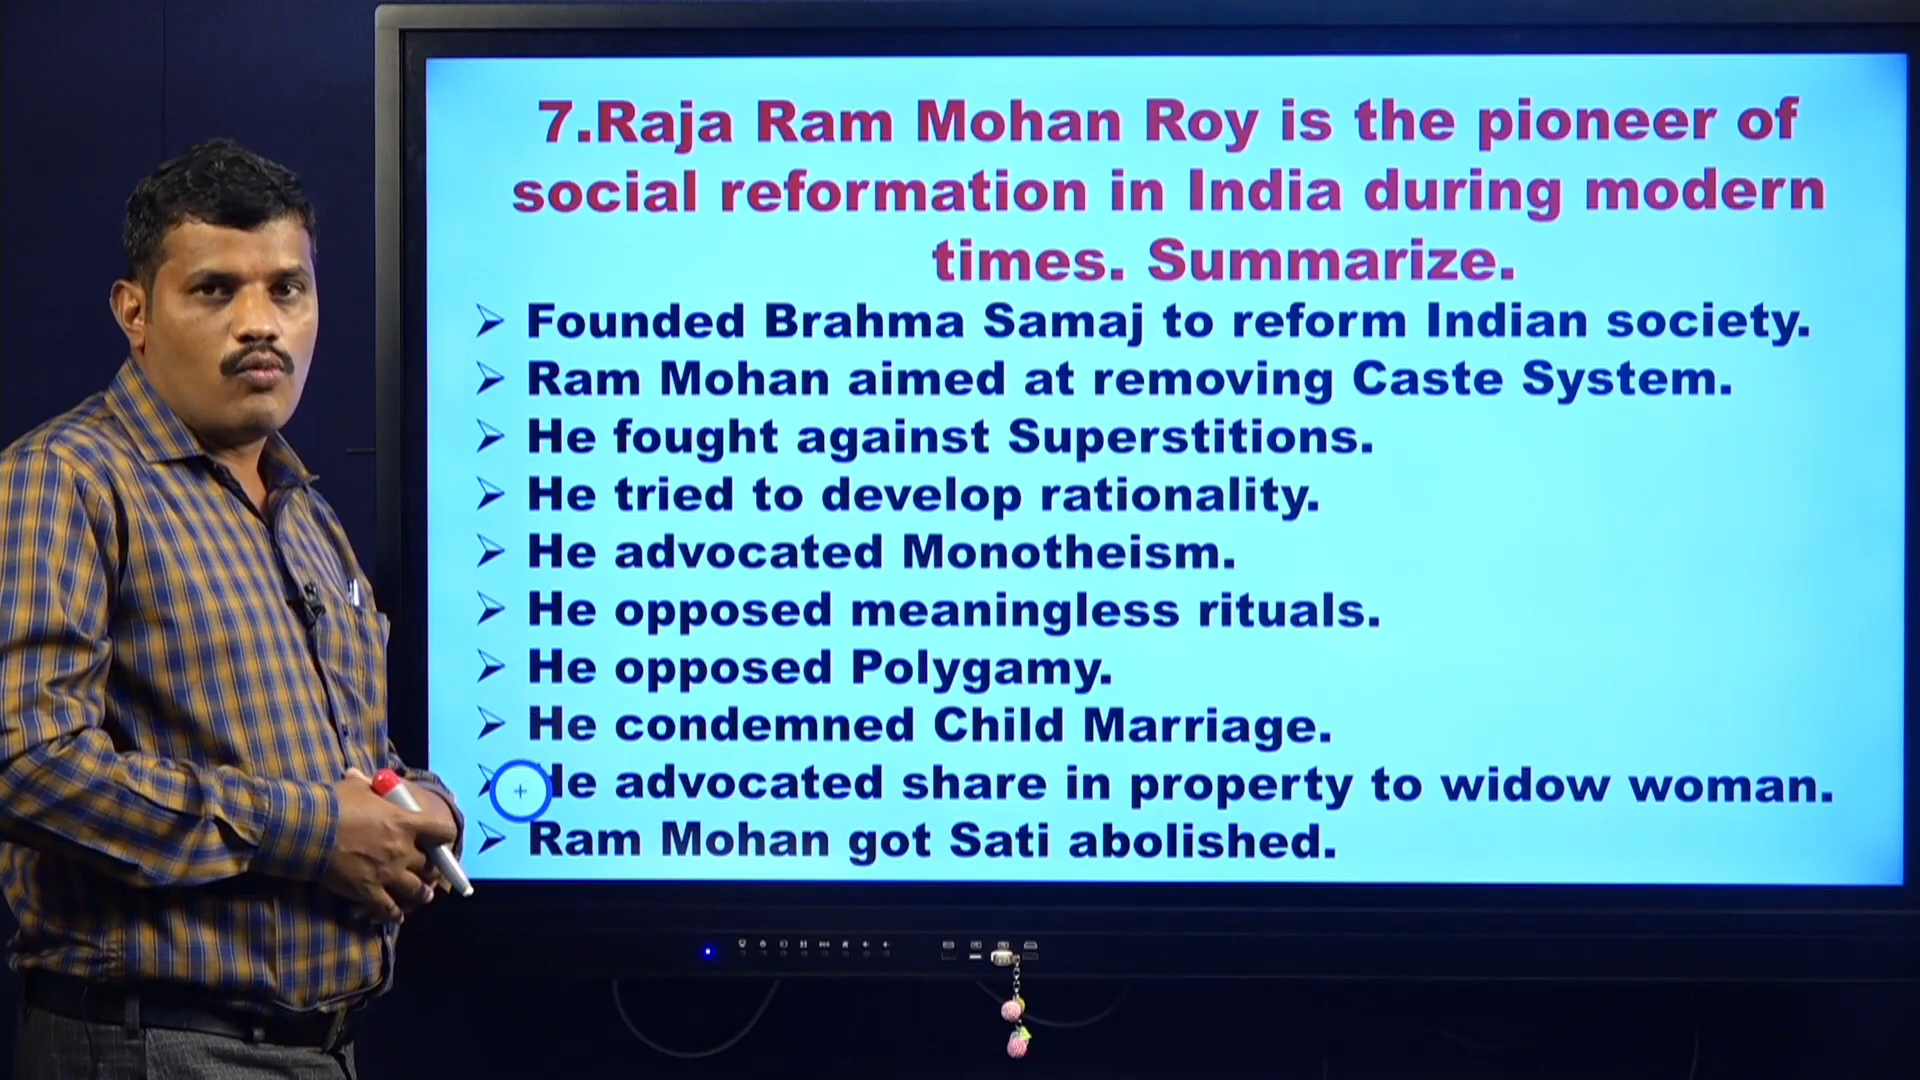 7.Raja Ram Mohan Roy is the pioneer of
social reformation in India during modern
times. Summarize.
➢ Founded Brahma Samaj to reform Indian society.
➢ Ram Mohan aimed at removing Caste System.
➢ He fought against Superstitions.
➢ He tried to develop rationality.
➢ He advocated Monotheism.
➢ He opposed meaningless rituals.
➢ He opposed Polygamy.
➢ He condemned Child Marriage.
➢ He advocated share in property to widow woman.
➢ Ram Mohan got Sati abolished.